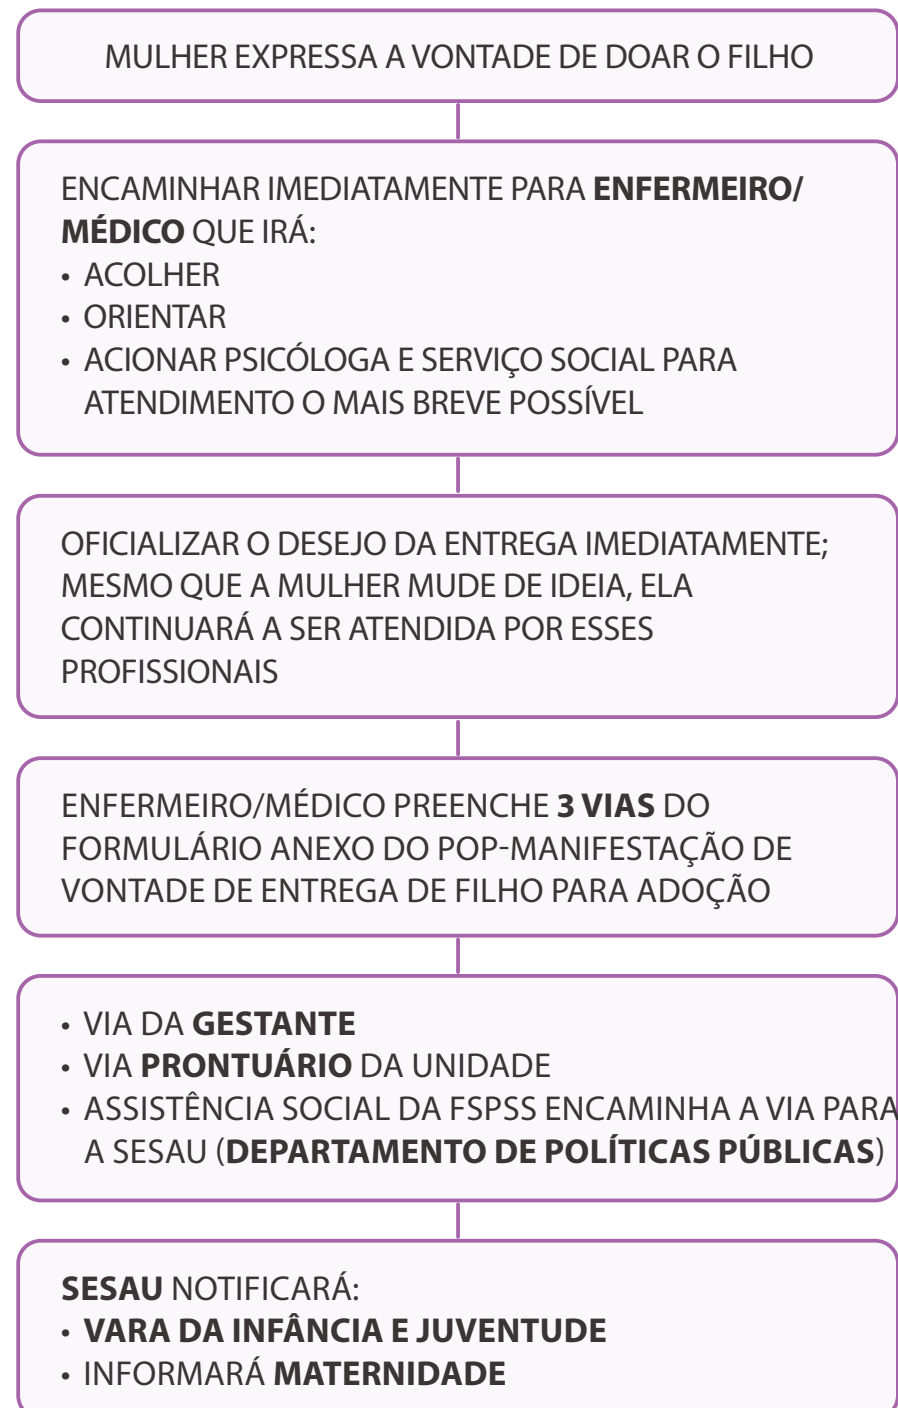 MULHER EXPRESSA A VONTADE DE DOAR O FILHO
ENCAMINHAR IMEDIATAMENTE PARA ENFERMEIRO/
MÉDICO QUE IRÁ:
• ACOLHER
• ORIENTAR
• ACIONAR PSICÓLOGA E SERVIÇO SOCIAL PARA
ATENDIMENTO O MAIS BREVE POSSÍVEL
OFICIALIZAR O DESEJO DA ENTREGA IMEDIATAMENTE;
MESMO QUE A MULHER MUDE DE IDEIA, ELA
CONTINUARÁ A SER ATENDIDA POR ESSES
PROFISSIONAIS
ENFERMEIRO/MÉDICO PREENCHE 3 VIAS DO
FORMULÁRIO ANEXO DO POP-MANIFESTAÇÃO DE
VONTADE DE ENTREGA DE FILHO PARA ADOÇÃO
• VIA DA GESTANTE
• VIA PRONTUÁRIO DA UNIDADE
• ASSISTÊNCIA SOCIAL DA FSPSS ENCAMINHA A VIA PARA
A SESAU (DEPARTAMENTO DE POLÍTICAS PÚBLICAS)
SESAU NOTIFICARÁ:
• VARA DA INFÂNCIA E JUVENTUDE
• INFORMARÁ MATERNIDADE